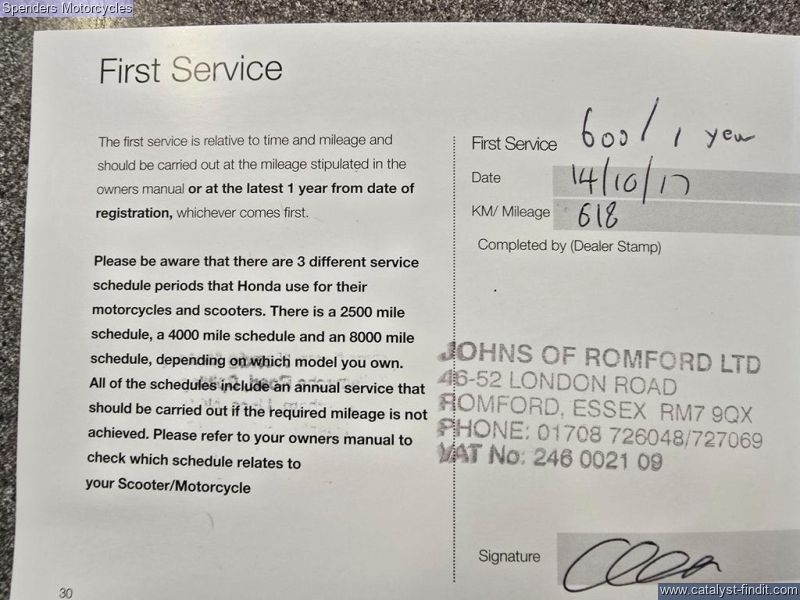 Spenders Motorcycles
First Service
The first service is relative to time and mileage and
should be carried out at the mileage stipulated in the
owners manual or at the latest 1 year from date of
registration, whichever comes first.
Please be aware that there are 3 different service
schedule periods that Honda use for their
motorcycles and scooters. There is a 2500 mile
schedule, a 4000 mile schedule and an 8000 mile
schedule, depending on which model you own.
All of the schedules include an annual service that
should be carried out if the required mileage is not
achieved. Please refer to your owners manual to
check which schedule relates to
your Scooter/Motorcycle
30
First Service 600/1 year
Date 14/10/17
KM/ Mileage 618
Completed by (Dealer Stamp)
JOHNS OF ROMFORD LTD
46-52 LONDON ROAD
ROMFORD, ESSEX RM7 9QX
PHONE: 01708 726048/727069
VAT No: 246 0021 09
Signature
www.catalyst-findit.com